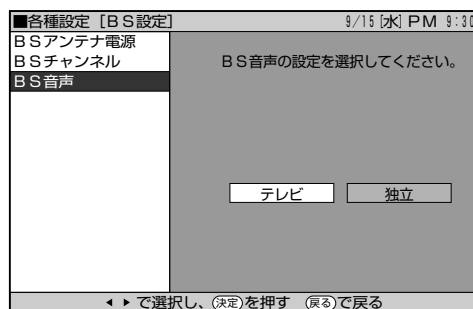 ■各種設定［ＢＳ設定］ 9/15［水］ＰＭ 9:30
ＢＳアンテナ電源
ＢＳチャンネル
ＢＳ音声
ＢＳ音声の設定を選択してください。
テレビ 独立
◀ ▶ で選択し、決定を押す 戻るで戻る